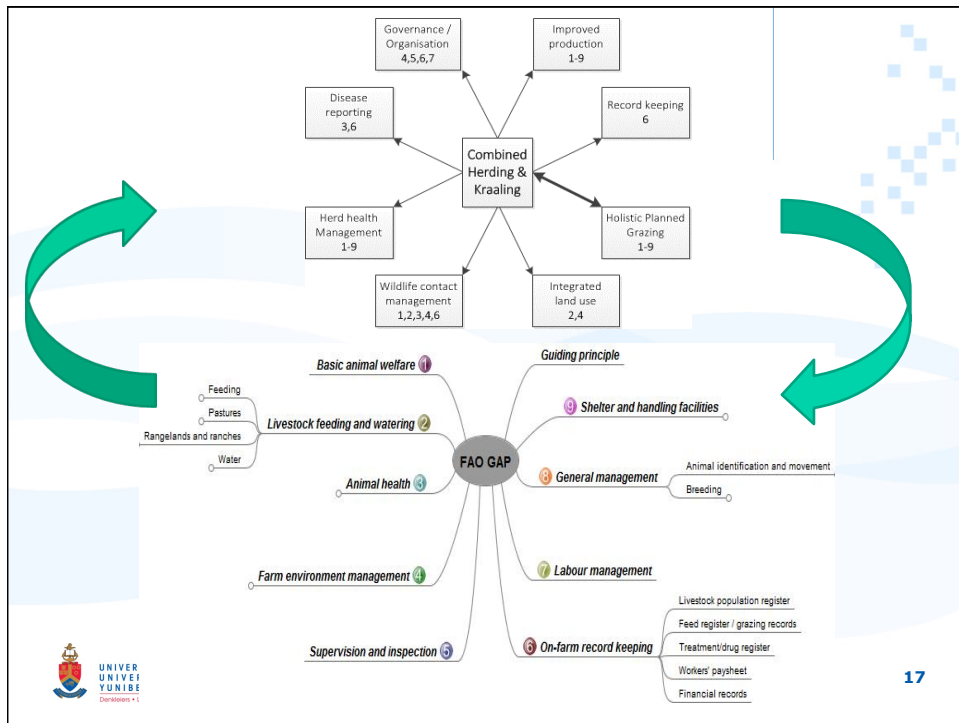 Governance /
Organisation
4,5,6,7
Improved
production
1-9
Disease
reporting
3,6
Record keeping
6
Combined
Herding &
Kraaling
Herd health
Management
1-9
Holistic Planned
Grazing
1-9
Wildlife contact
management
1,2,3,4,6
Integrated
land use
2,4
Guiding principle
Basic animal welfare 1
Feeding
Pastures
Rangelands and ranches
Water
Livestock feeding and watering 2
9 Shelter and handling facilities
FAO GAP
Animal health 3
8 General management
Animal identification and movement
Breeding
Farm environment management 4
7 Labour management
Supervision and inspection 5
6 On-farm record keeping
Livestock population register
Feed register / grazing records
Treatment/drug register
Workers' paysheet
Financial records
UNIVER
UNIVER
YUNIBE
Denkleiers • L
17